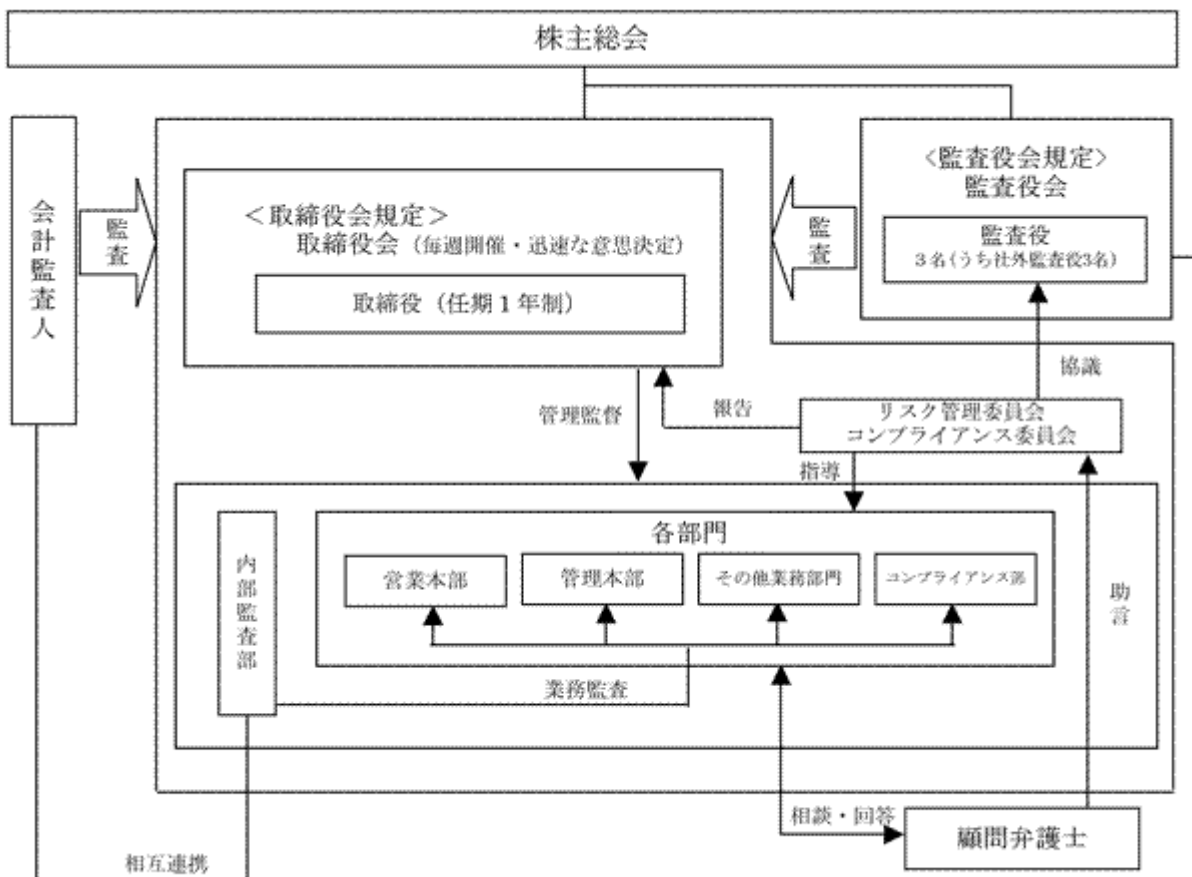 株主総会
会計監査人
監査
<取締役会規定>
取締役会（毎週開催・迅速な意思決定）
取締役（任期１年制）
監査
<監査役会規定>
監査役会
監査役
３名（うち社外監査役3名）
協議
管理監督
報告
リスク管理委員会
コンプライアンス委員会
指導
内部監査部
各部門
営業本部
管理本部
その他業務部門
コンプライアンス部
業務監査
助言
相談・回答
顧問弁護士
相互連携